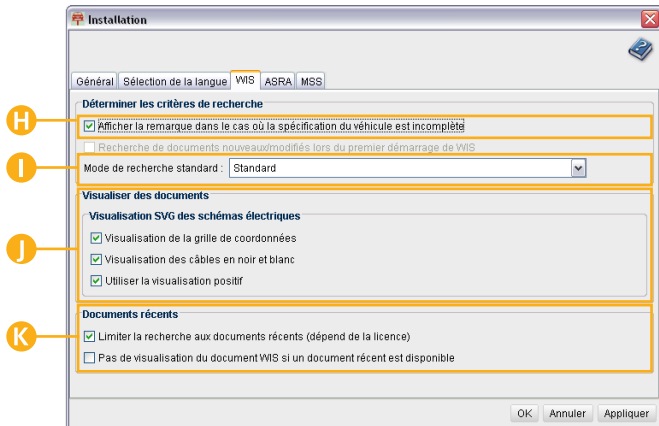 Installation
Général Sélection de la langue WIS ASRA MSS
Déterminer les critères de recherche
H
Afficher la remarque dans le cas où la spécification du véhicule est incomplète
Recherche de documents nouveaux/modifiés lors du premier démarrage de WIS
I
Mode de recherche standard : Standard
Visualiser des documents
Visualisation SVG des schémas électriques
Visualisation de la grille de coordonnées
J
Visualisation des câbles en noir et blanc
Utiliser la visualisation positif
Documents récents
K
Limiter la recherche aux documents récents (dépend de la licence)
Pas de visualisation du document WIS si un document récent est disponible
OK Annuler Appliquer